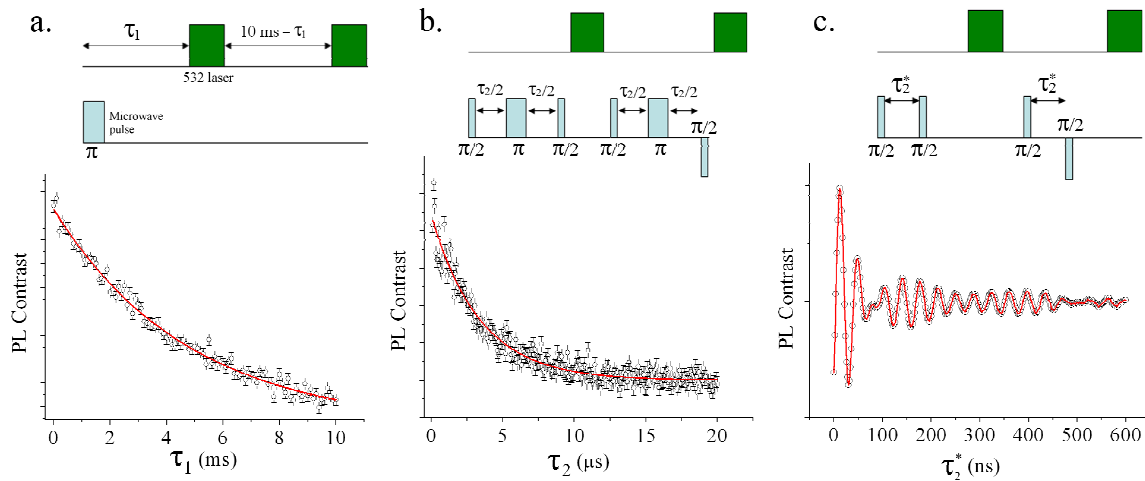 a.
τ1
10 ms – τ1
532 laser
Microwave
pulse
π
PL Contrast
0 2 4 6 8 10
τ1 (ms)
b.
τ2/2 τ2/2 τ2/2 τ2/2
π/2 π π/2 π/2 π π/2
PL Contrast
0 5 10 15 20
τ2 (μs)
c.
τ2* τ2*
π/2 π/2 π/2 π/2
PL Contrast
0 100 200 300 400 500 600
τ2* (ns)